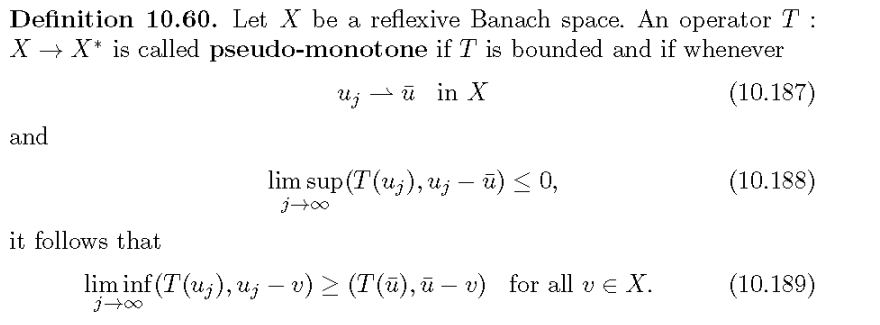 Definition 10.60. Let X be a reflexive Banach space. An operator T :
X → X* is called pseudo-monotone if T is bounded and if whenever
u_j ⇀ ū in X (10.187)
and
lim sup_{j→∞} (T(u_j), u_j − ū) ≤ 0, (10.188)
it follows that
lim inf_{j→∞} (T(u_j), u_j − v) ≥ (T(ū), ū − v) for all v ∈ X. (10.189)